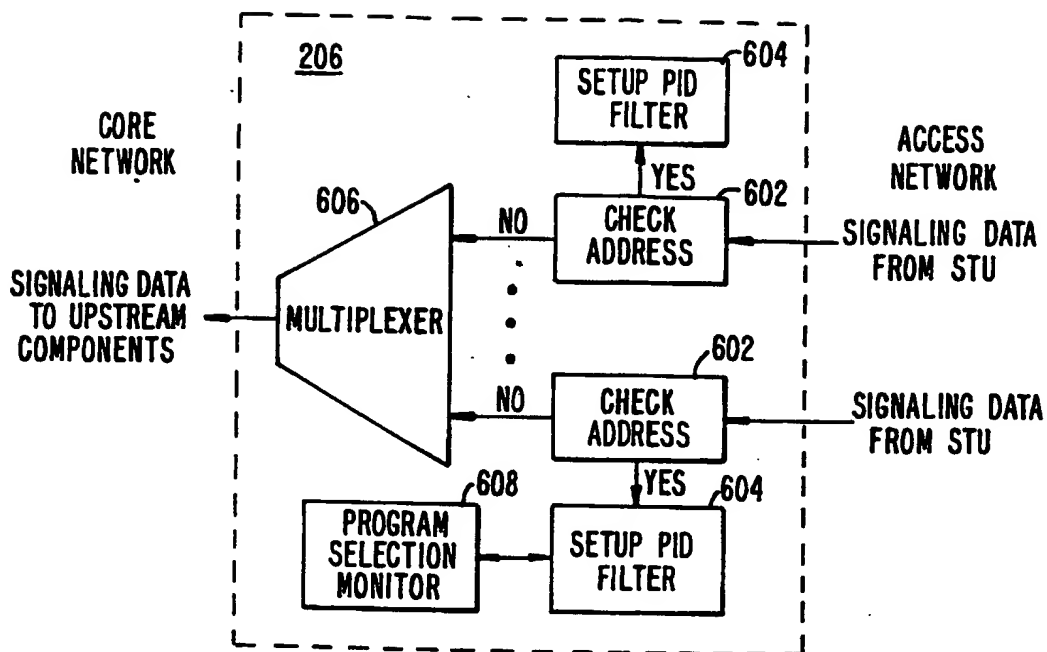 206
604
SETUP PID
FILTER
CORE
NETWORK
ACCESS
NETWORK
YES
602
606
NO
CHECK
ADDRESS
SIGNALING DATA
FROM STU
SIGNALING DATA
TO UPSTREAM
COMPONENTS
MULTIPLEXER
602
NO
CHECK
ADDRESS
SIGNALING DATA
FROM STU
YES
608
604
PROGRAM
SELECTION
MONITOR
SETUP PID
FILTER